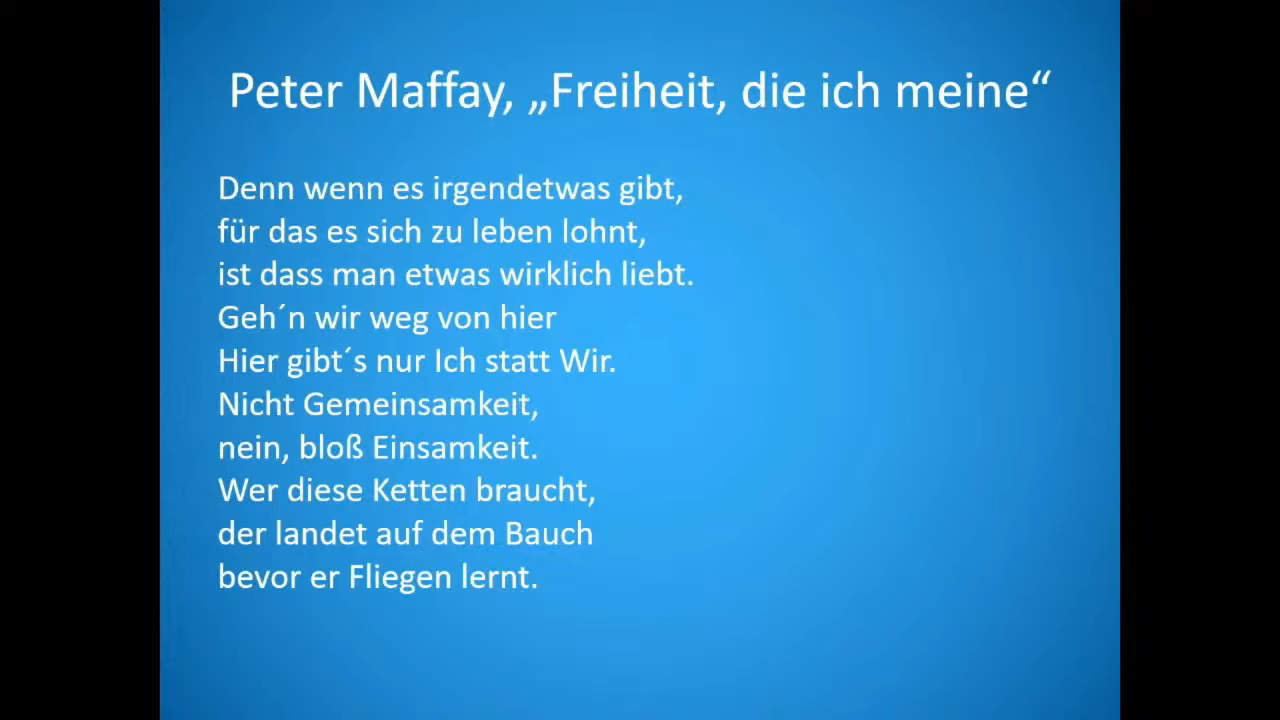 Peter Maffay, „Freiheit, die ich meine“
Denn wenn es irgendetwas gibt,
für das es sich zu leben lohnt,
ist dass man etwas wirklich liebt.
Geh´n wir weg von hier
Hier gibt´s nur Ich statt Wir.
Nicht Gemeinsamkeit,
nein, bloß Einsamkeit.
Wer diese Ketten braucht,
der landet auf dem Bauch
bevor er Fliegen lernt.